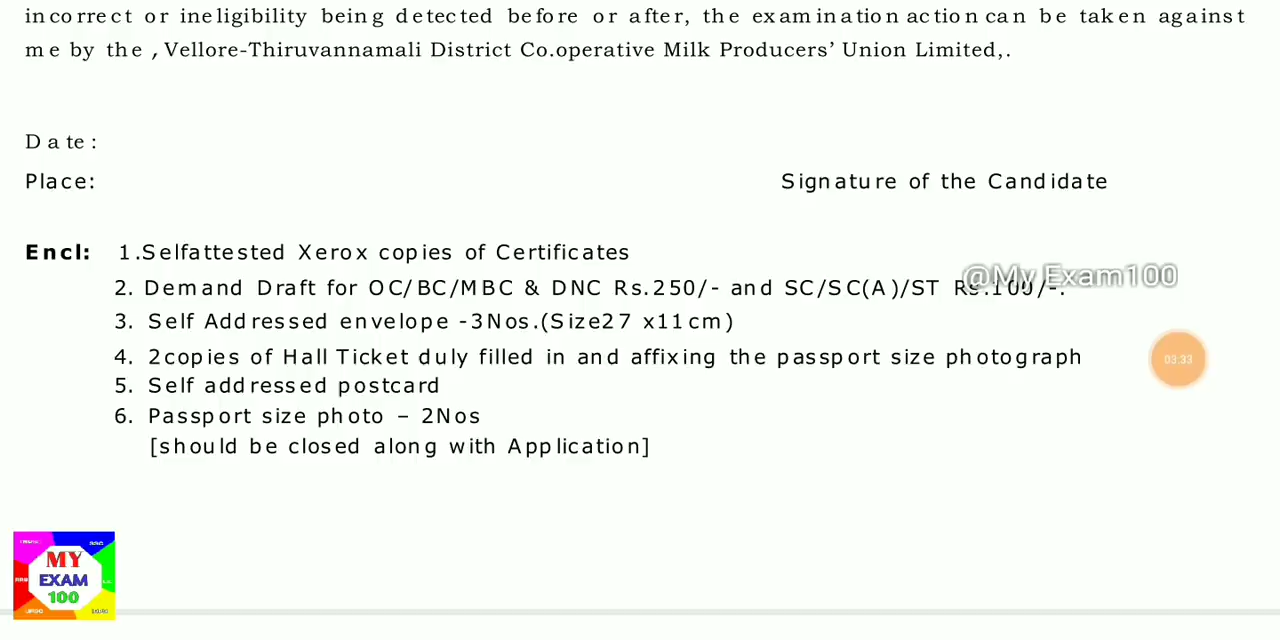 incorrect or ineligibility being detected before or after, the examination action can be taken against
me by the , Vellore-Thiruvannamali District Co.operative Milk Producers’ Union Limited,.
Date :
Place:
Signature of the Candidate
Encl: 1.Selfattested Xerox copies of Certificates
2. Demand Draft for OC/BC/MBC & DNC Rs.250/- and SC/SC(A)/ST Rs.100/-.
@My Exam100
3. Self Addressed envelope -3Nos.(Size27 x11cm)
4. 2copies of Hall Ticket duly filled in and affixing the passport size photograph
03:33
5. Self addressed postcard
6. Passport size photo – 2Nos
[should be closed along with Application]
MY
EXAM
100